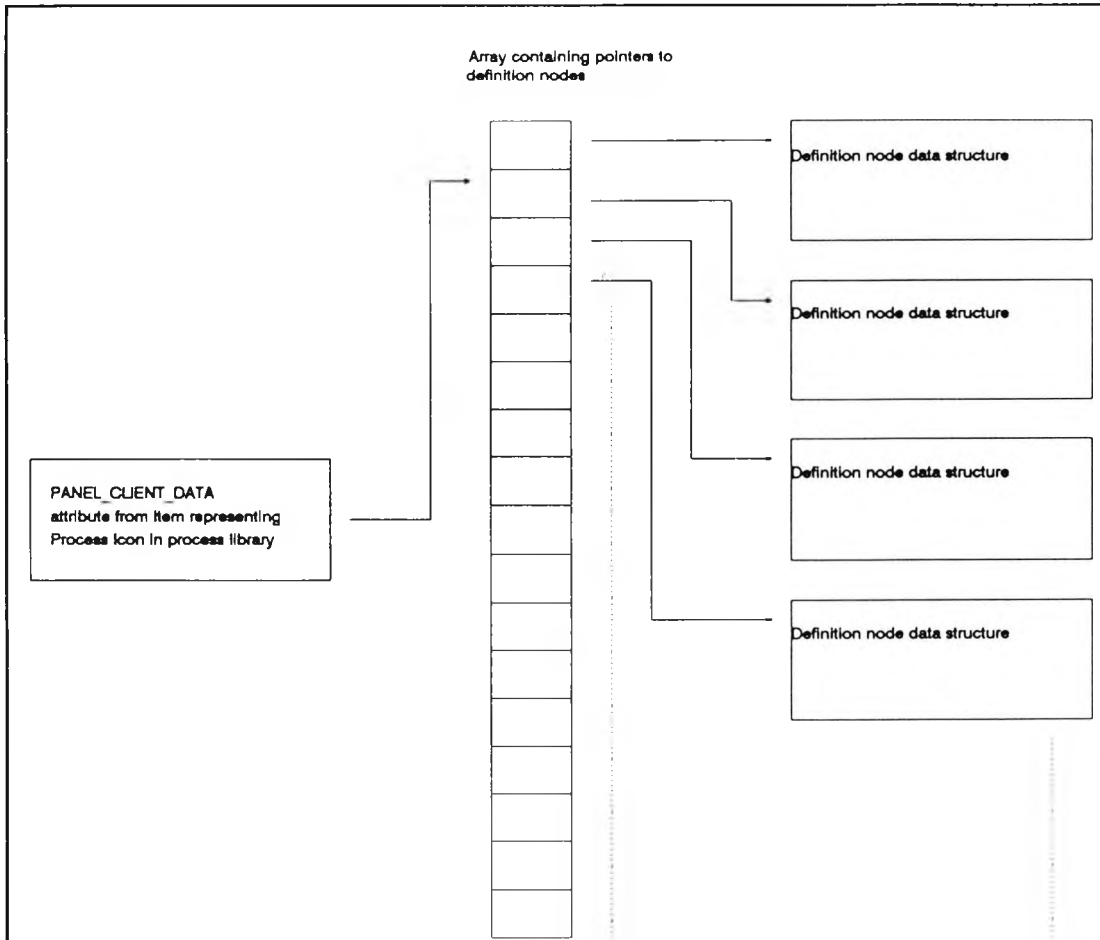 Array containing pointers to
definition nodes
Definition node data structure
Definition node data structure
Definition node data structure
PANEL_CLIENT_DATA
attribute from item representing
Process Icon in process library
Definition node data structure